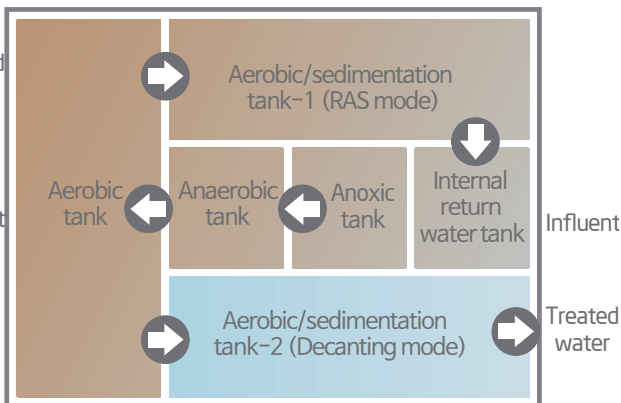 Aerobic/sedimentation
tank-1 (RAS mode)
Aerobic
tank
Anaerobic
tank
Anoxic
tank
Internal
return
water tank
Influent
Aerobic/sedimentation
tank-2 (Decanting mode)
Treated
water